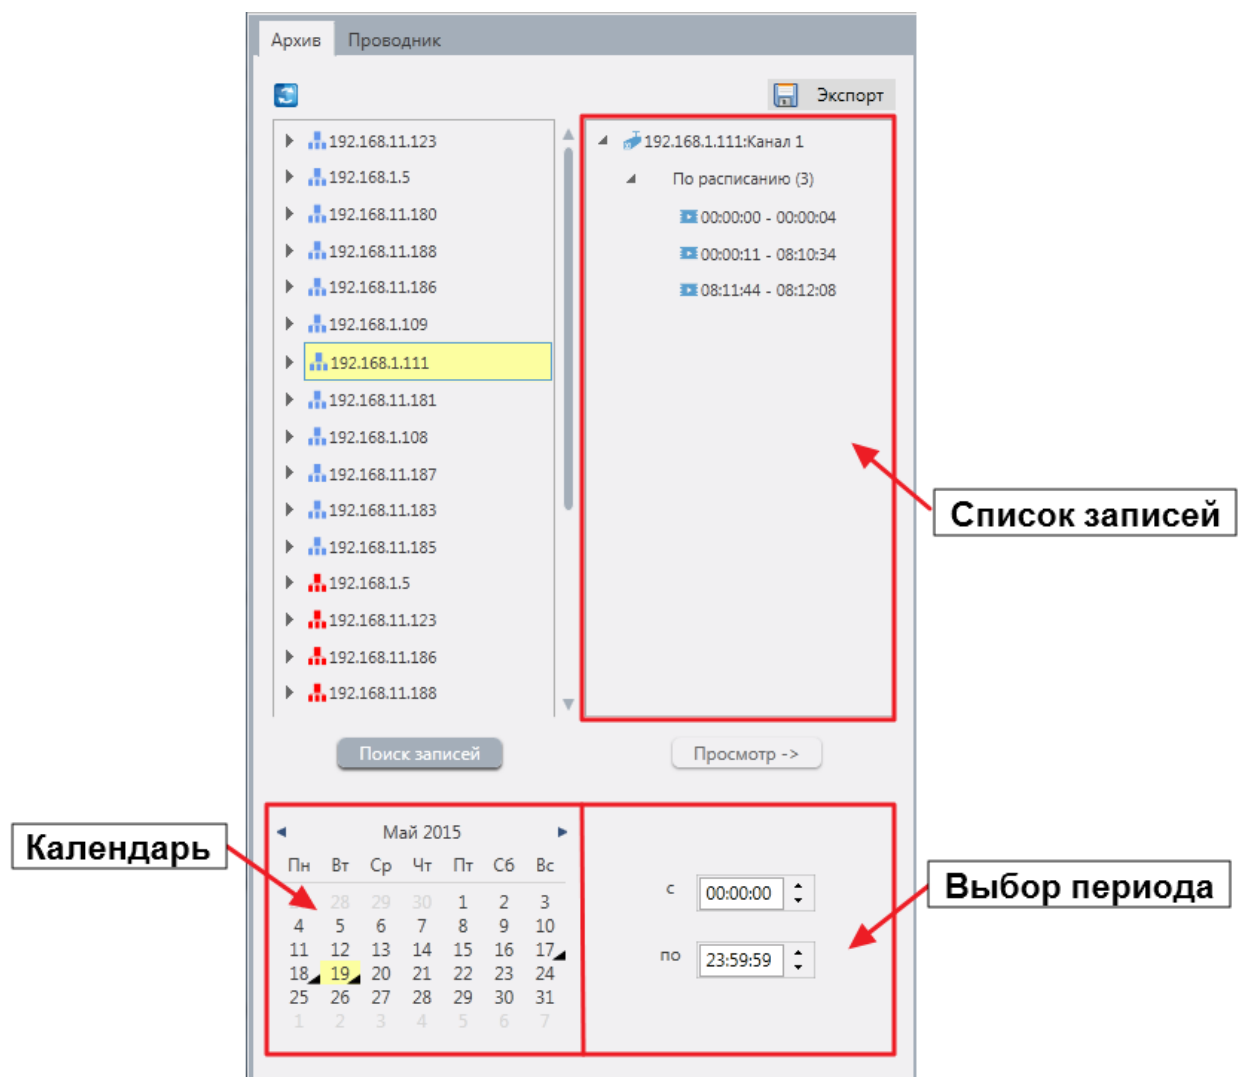 Архив Проводник
Экспорт
192.168.11.123
192.168.1.5
192.168.11.180
192.168.11.188
192.168.11.186
192.168.1.109
192.168.1.111
192.168.11.181
192.168.1.108
192.168.11.187
192.168.11.183
192.168.11.185
192.168.1.5
192.168.11.123
192.168.11.186
192.168.11.188
192.168.1.111:Канал 1
По расписанию (3)
00:00:00 - 00:00:04
00:00:11 - 08:10:34
08:11:44 - 08:12:08
Список записей
Поиск записей
Просмотр ->
Календарь
Май 2015
Пн Вт Ср Чт Пт Сб Вс
28 29 30 1 2 3
4 5 6 7 8 9 10
11 12 13 14 15 16 17
18 19 20 21 22 23 24
25 26 27 28 29 30 31
1 2 3 4 5 6 7
с 00:00:00
по 23:59:59
Выбор периода